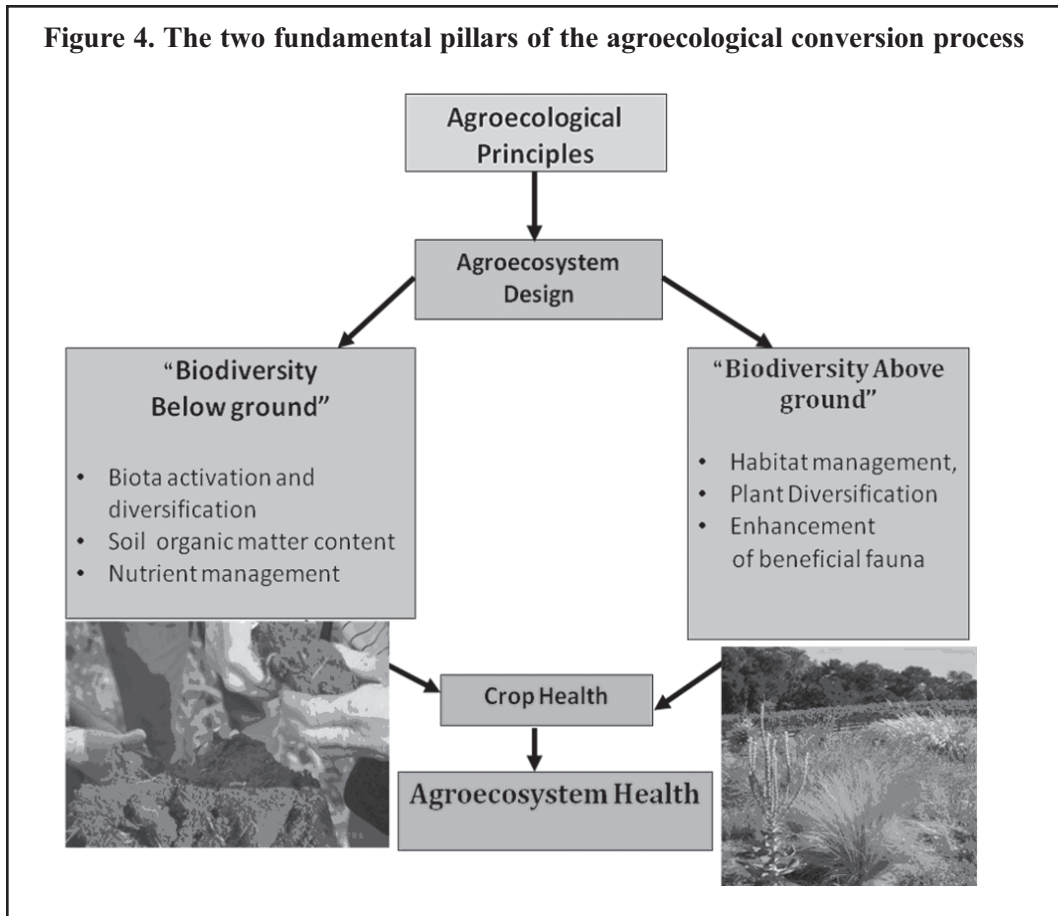 Figure 4. The two fundamental pillars of the agroecological conversion process
Agroecological
Principles
Agroecosystem
Design
“Biodiversity
Below ground”
• Biota activation and
diversification
• Soil organic matter content
• Nutrient management
“Biodiversity Above
ground”
• Habitat management,
• Plant Diversification
• Enhancement
of beneficial fauna
Crop Health
Agroecosystem Health